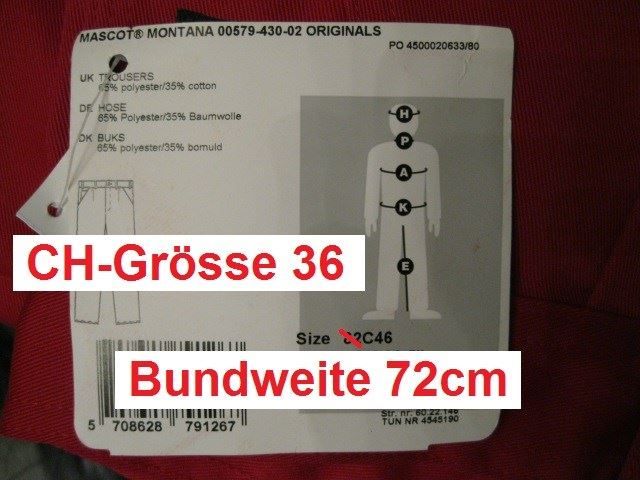 MASCOT® MONTANA 00579-430-02 ORIGINALS
PO 4500020633/80
UK TROUSERS
65% polyester/35% cotton
DE HOSE
65% Polyester/35% Baumwolle
DK BUKS
65% polyester/35% bomuld
H
P
A
K
E
CH-Grösse 36
Size 82C46
Bundweite 72cm
Str. nr: 60.22.146
TUN NR 4545190
5 708628 791267